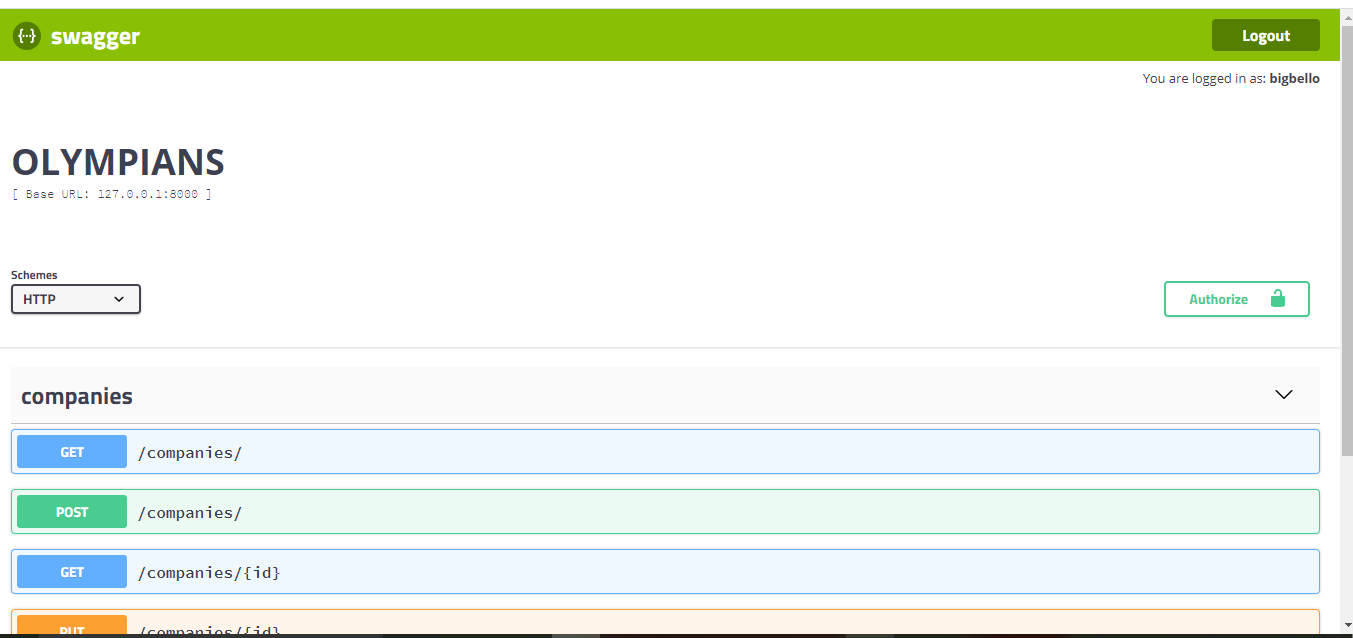 {··} swagger
Logout
You are logged in as: bigbello
OLYMPIANS
[ Base URL: 127.0.0.1:8000 ]
Schemes
HTTP
Authorize
companies
GET /companies/
POST /companies/
GET /companies/{id}
PUT /companies/{id}